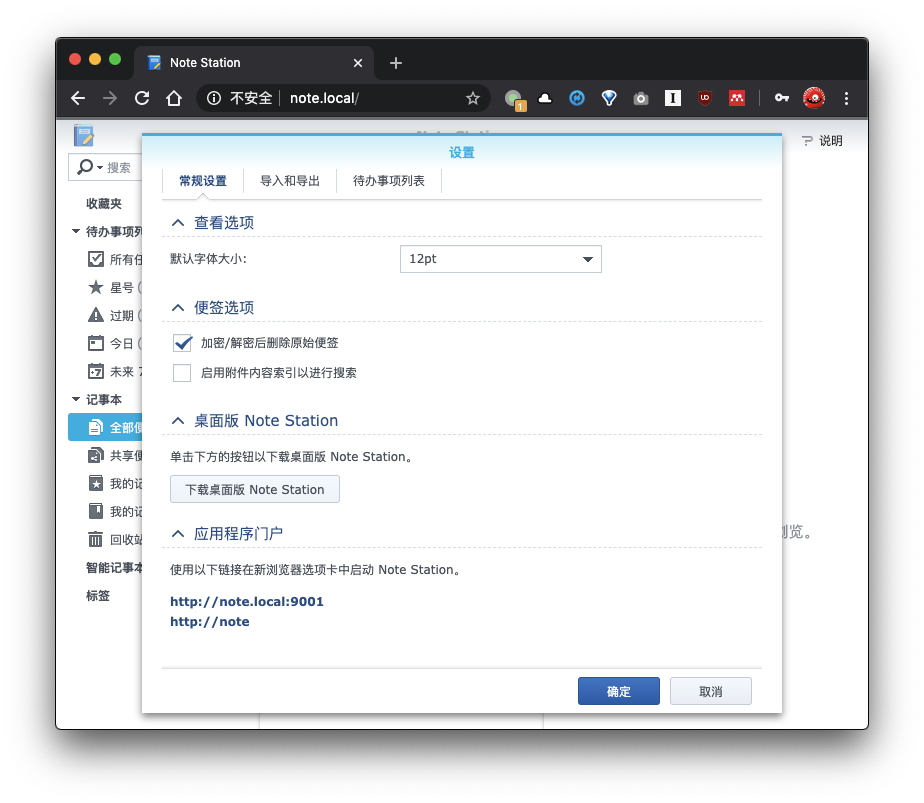 Note Station
不安全
note.local/
1
说明
搜索
收藏夹
待办事项列
所有任
星号
过期
今日
未来 7
记事本
全部便
共享便
我的记
我的记
回收站
智能记事本
标签
设置
常规设置
导入和导出
待办事项列表
查看选项
默认字体大小:
12pt
便签选项
加密/解密后删除原始便签
启用附件内容索引以进行搜索
桌面版 Note Station
单击下方的按钮以下载桌面版 Note Station。
下载桌面版 Note Station
应用程序门户
使用以下链接在新浏览器选项卡中启动 Note Station。
http://note.local:9001
http://note
浏览。
确定
取消